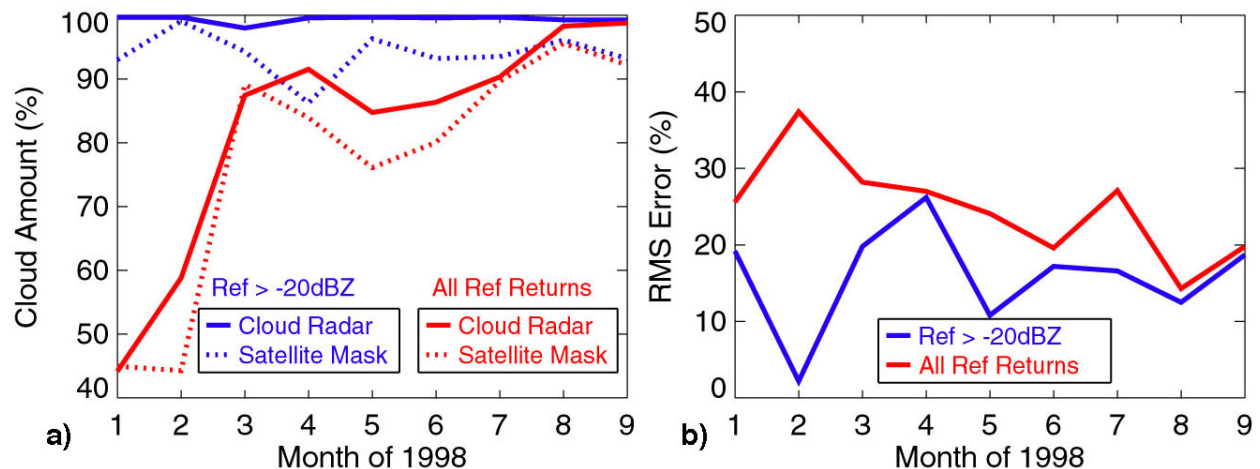 100
90
80
70
60
50
40
Cloud Amount (%)
Ref > -20dBZ
All Ref Returns
Cloud Radar
Satellite Mask
Cloud Radar
Satellite Mask
1 2 3 4 5 6 7 8 9
Month of 1998
a)
50
40
30
20
10
0
RMS Error (%)
Ref > -20dBZ
All Ref Returns
1 2 3 4 5 6 7 8 9
Month of 1998
b)